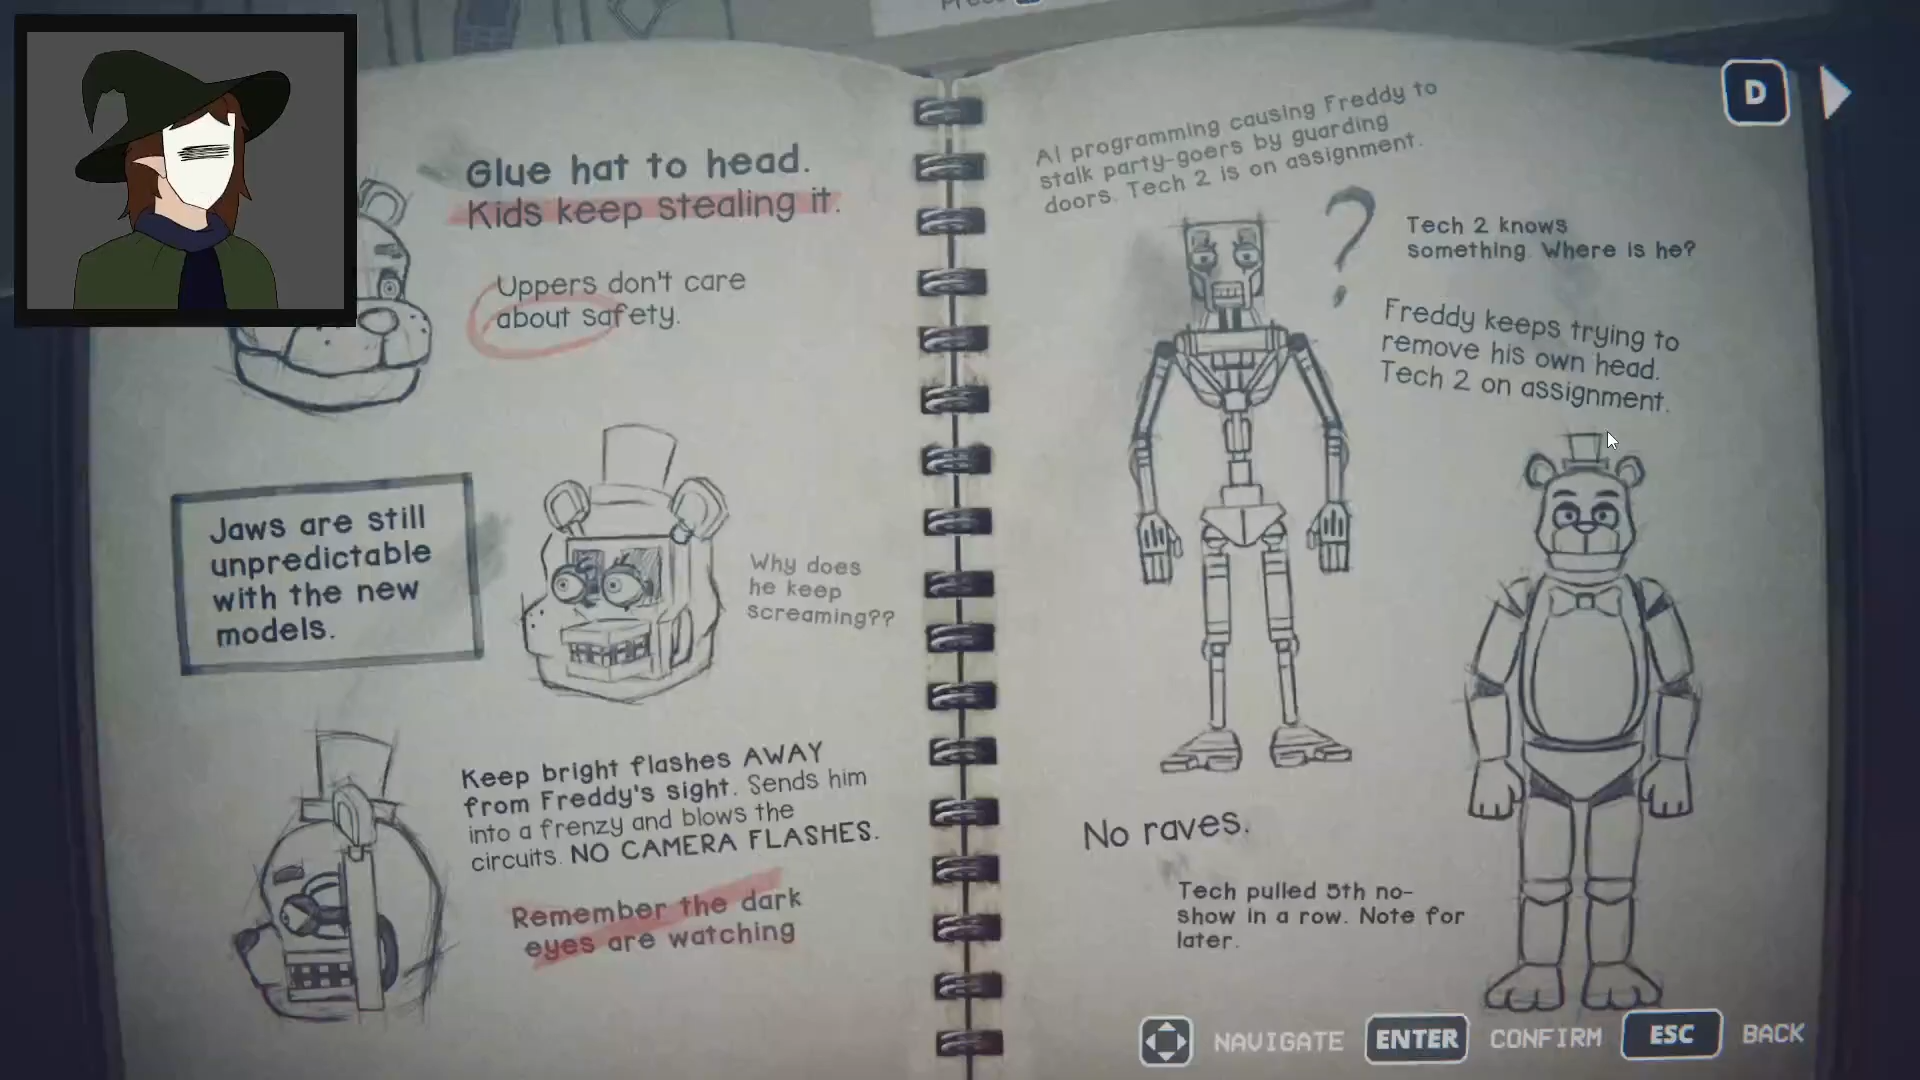 Press
D
Glue hat to head.
Kids keep stealing it.
Uppers don't care
about safety.
Jaws are still
unpredictable
with the new
models.
Why does
he keep
screaming??
Keep bright flashes AWAY
from Freddy's sight. Sends him
into a frenzy and blows the
circuits. NO CAMERA FLASHES.
Remember the dark
eyes are watching
AI programming causing Freddy to
stalk party-goers by guarding
doors. Tech 2 is on assignment.
?
Tech 2 knows
something. Where is he?
Freddy keeps trying to
remove his own head.
Tech 2 on assignment.
No raves.
Tech pulled 5th no-
show in a row. Note for
later.
NAVIGATE ENTER CONFIRM ESC BACK